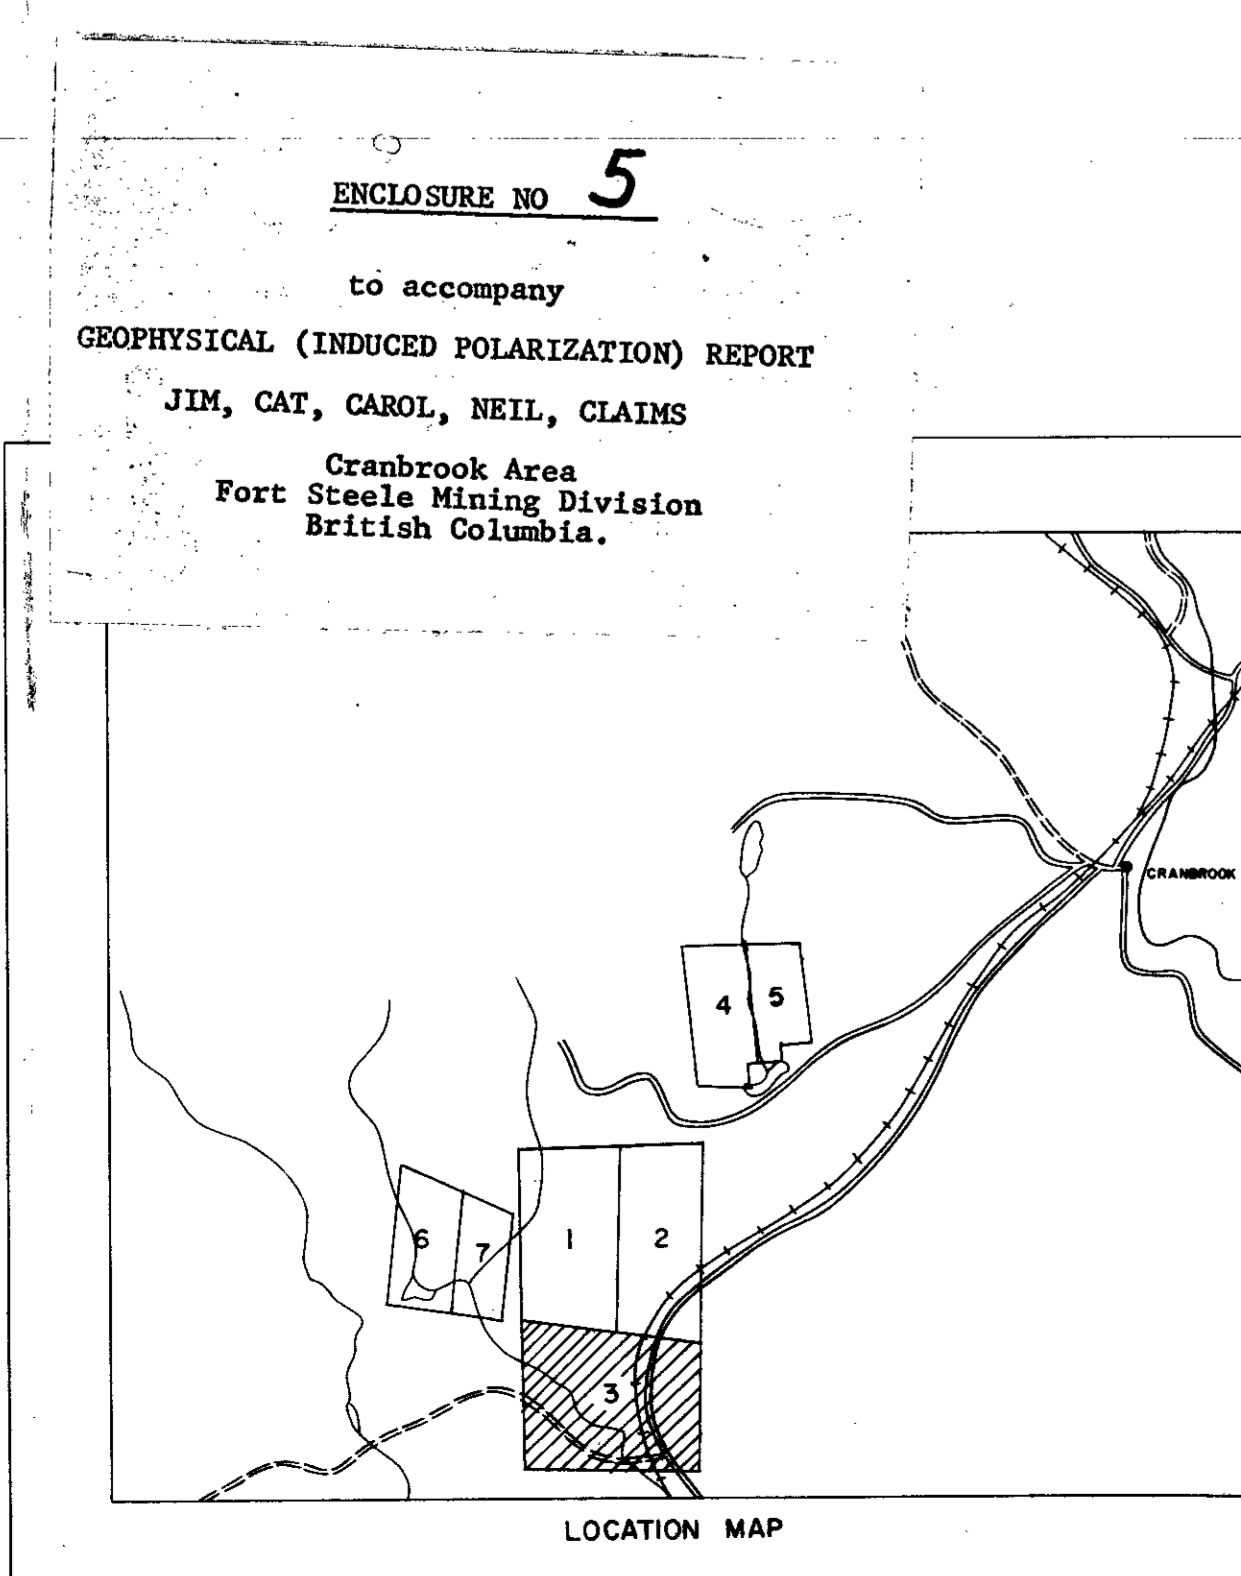 ENCLOSURE NO 5
to accompany
GEOPHYSICAL (INDUCED POLARIZATION) REPORT
JIM, CAT, CAROL, NEIL, CLAIMS
Cranbrook Area
Fort Steele Mining Division
British Columbia.
CRANBROOK
4
5
6
7
1
2
3
LOCATION MAP